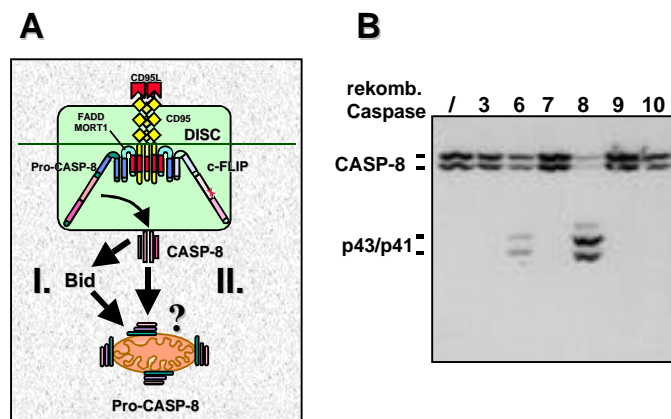 A
CD95L
FADD
MORT1
CD95
DISC
Pro-CASP-8
c-FLIP
CASP-8
I.
Bid
II.
?
Pro-CASP-8
B
rekomb.
Caspase / 3 6 7 8 9 10
CASP-8
p43/p41